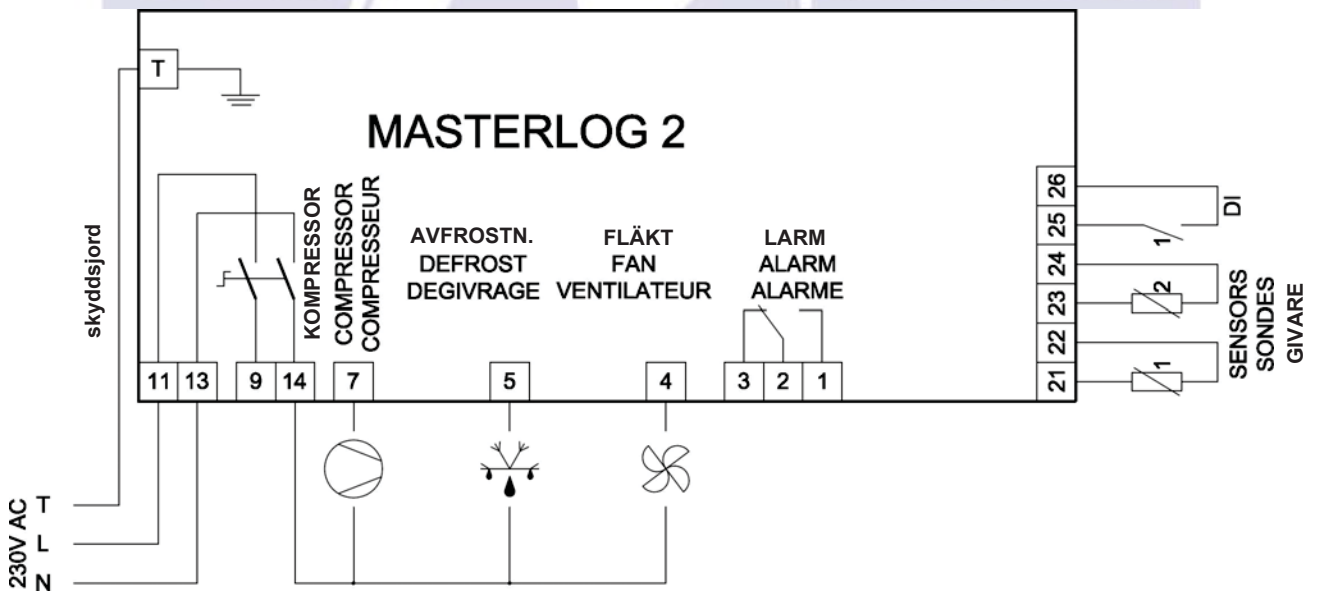 T
MASTERLOG 2
skyddsjord
KOMPRESSOR
COMPRESSOR
COMPRESSEUR
AVFROSTN.
DEFROST
DEGIVRAGE
FLÄKT
FAN
VENTILATEUR
LARM
ALARM
ALARME
26
25
24
23
22
21
DI
1
2
1
SENSORS
SONDES
GIVARE
11 13 9 14 7 5 4 3 2 1
230V AC
T
L
N